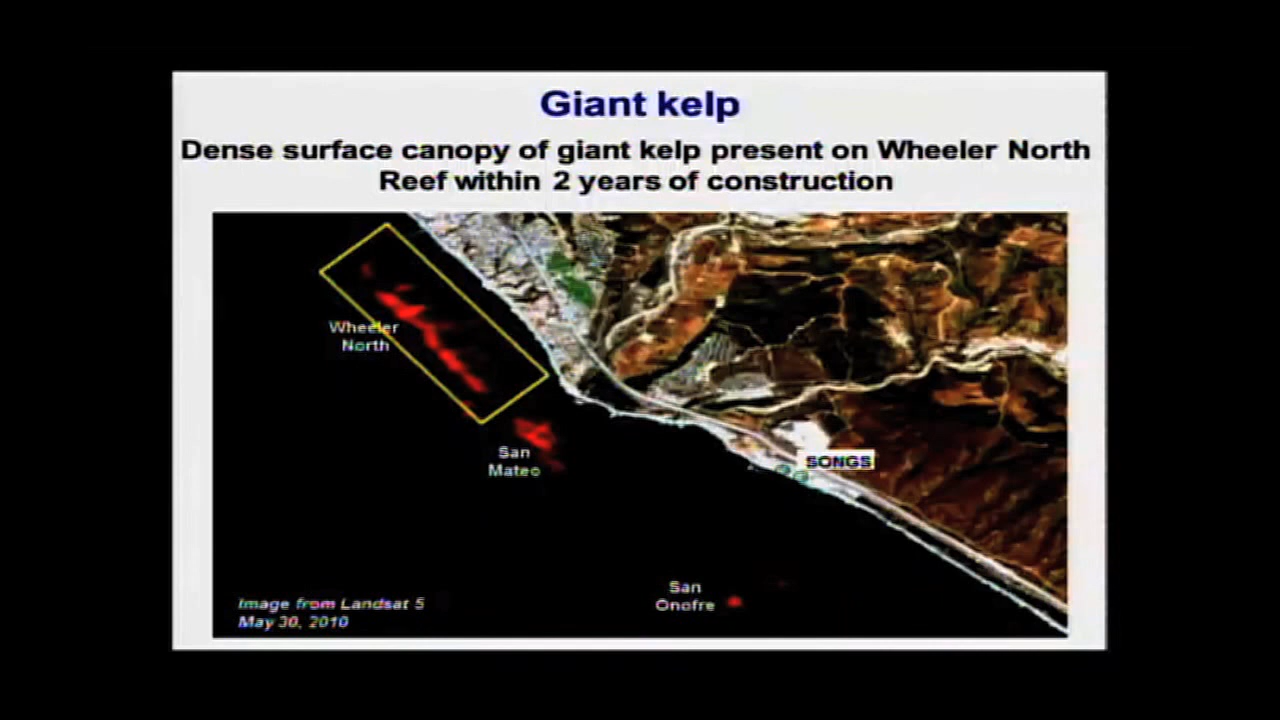 Giant kelp
Dense surface canopy of giant kelp present on Wheeler North
Reef within 2 years of construction
Wheeler
North
San
Mateo
SONGS
San
Onofre
Image from Landsat 5
May 30, 2010